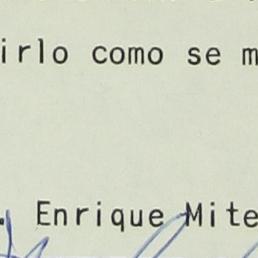 irlo como se m
. Enrique Mite